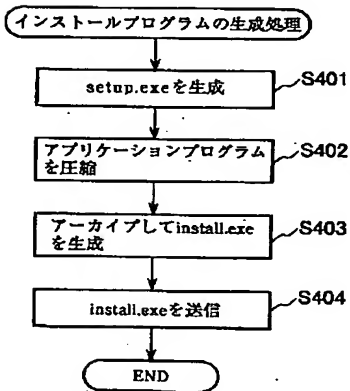 インストールプログラムの生成処理
setup.exeを生成
S401
アプリケーションプログラム
を圧縮
S402
アーカイブしてinstall.exe
を生成
S403
install.exeを送信
S404
END